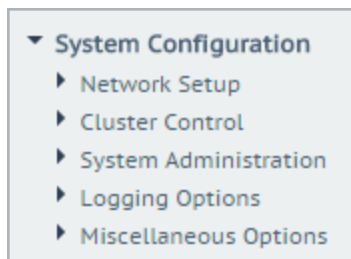 System Configuration
Network Setup
Cluster Control
System Administration
Logging Options
Miscellaneous Options